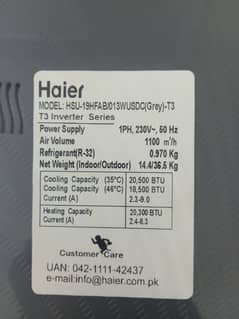 Haier
MODEL: HSU-19HFAB/013WUSDC(Grey)-T3
T3 Inverter Series
Power Supply 1PH, 230V~, 50 Hz
Air Volume 1100 m³/h
Refrigerant(R-32) 0.970 Kg
Net Weight (Indoor/Outdoor) 14.4/36.5 Kg
Cooling Capacity (35°C) 20,500 BTU
Cooling Capacity (46°C) 18,500 BTU
Current (A) 2.3-9.0
Heating Capacity 20,300 BTU
Current (A) 2.4-8.3
Customer Care
UAN: 042-1111-42437
e-mail:info@haier.com.pk